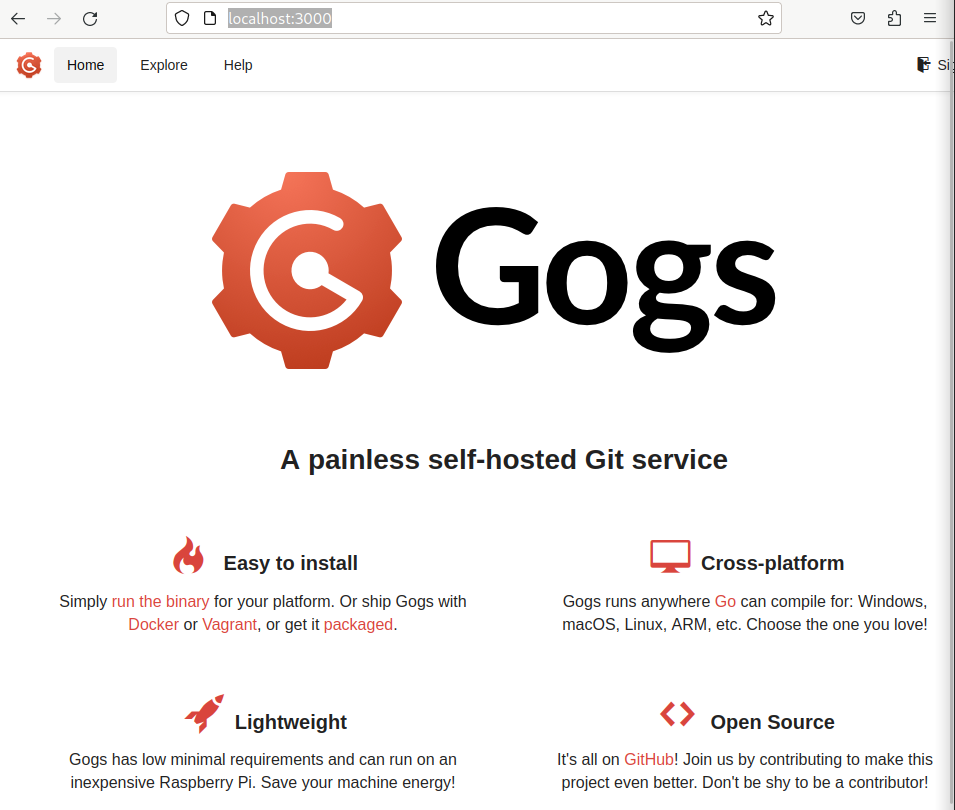 localhost:3000
Home Explore Help
Gogs
A painless self-hosted Git service
Easy to install
Simply run the binary for your platform. Or ship Gogs with
Docker or Vagrant, or get it packaged.
Cross-platform
Gogs runs anywhere Go can compile for: Windows,
macOS, Linux, ARM, etc. Choose the one you love!
Lightweight
Gogs has low minimal requirements and can run on an
inexpensive Raspberry Pi. Save your machine energy!
Open Source
It's all on GitHub! Join us by contributing to make this
project even better. Don't be shy to be a contributor!